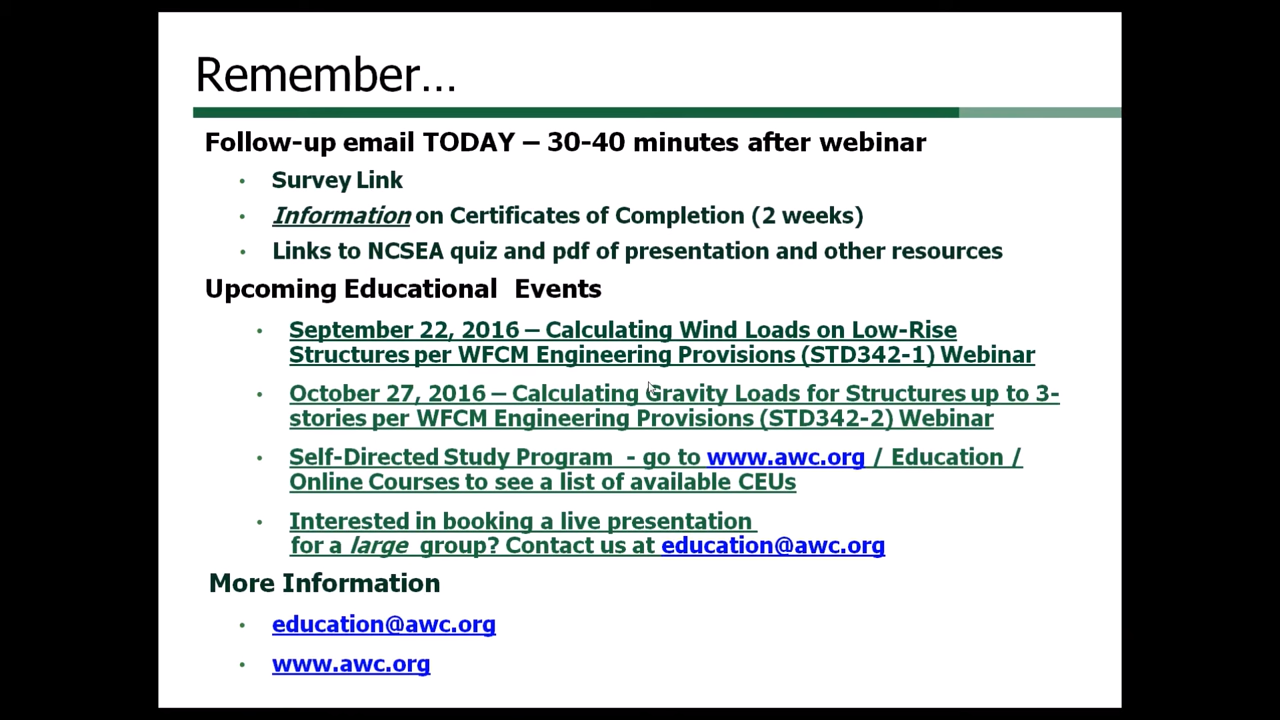 Remember...
Follow-up email TODAY – 30-40 minutes after webinar
• Survey Link
• Information on Certificates of Completion (2 weeks)
• Links to NCSEA quiz and pdf of presentation and other resources
Upcoming Educational Events
• September 22, 2016 – Calculating Wind Loads on Low-Rise
Structures per WFCM Engineering Provisions (STD342-1) Webinar
• October 27, 2016 – Calculating Gravity Loads for Structures up to 3-
stories per WFCM Engineering Provisions (STD342-2) Webinar
• Self-Directed Study Program - go to www.awc.org / Education /
Online Courses to see a list of available CEUs
• Interested in booking a live presentation
for a large group? Contact us at education@awc.org
More Information
• education@awc.org
• www.awc.org